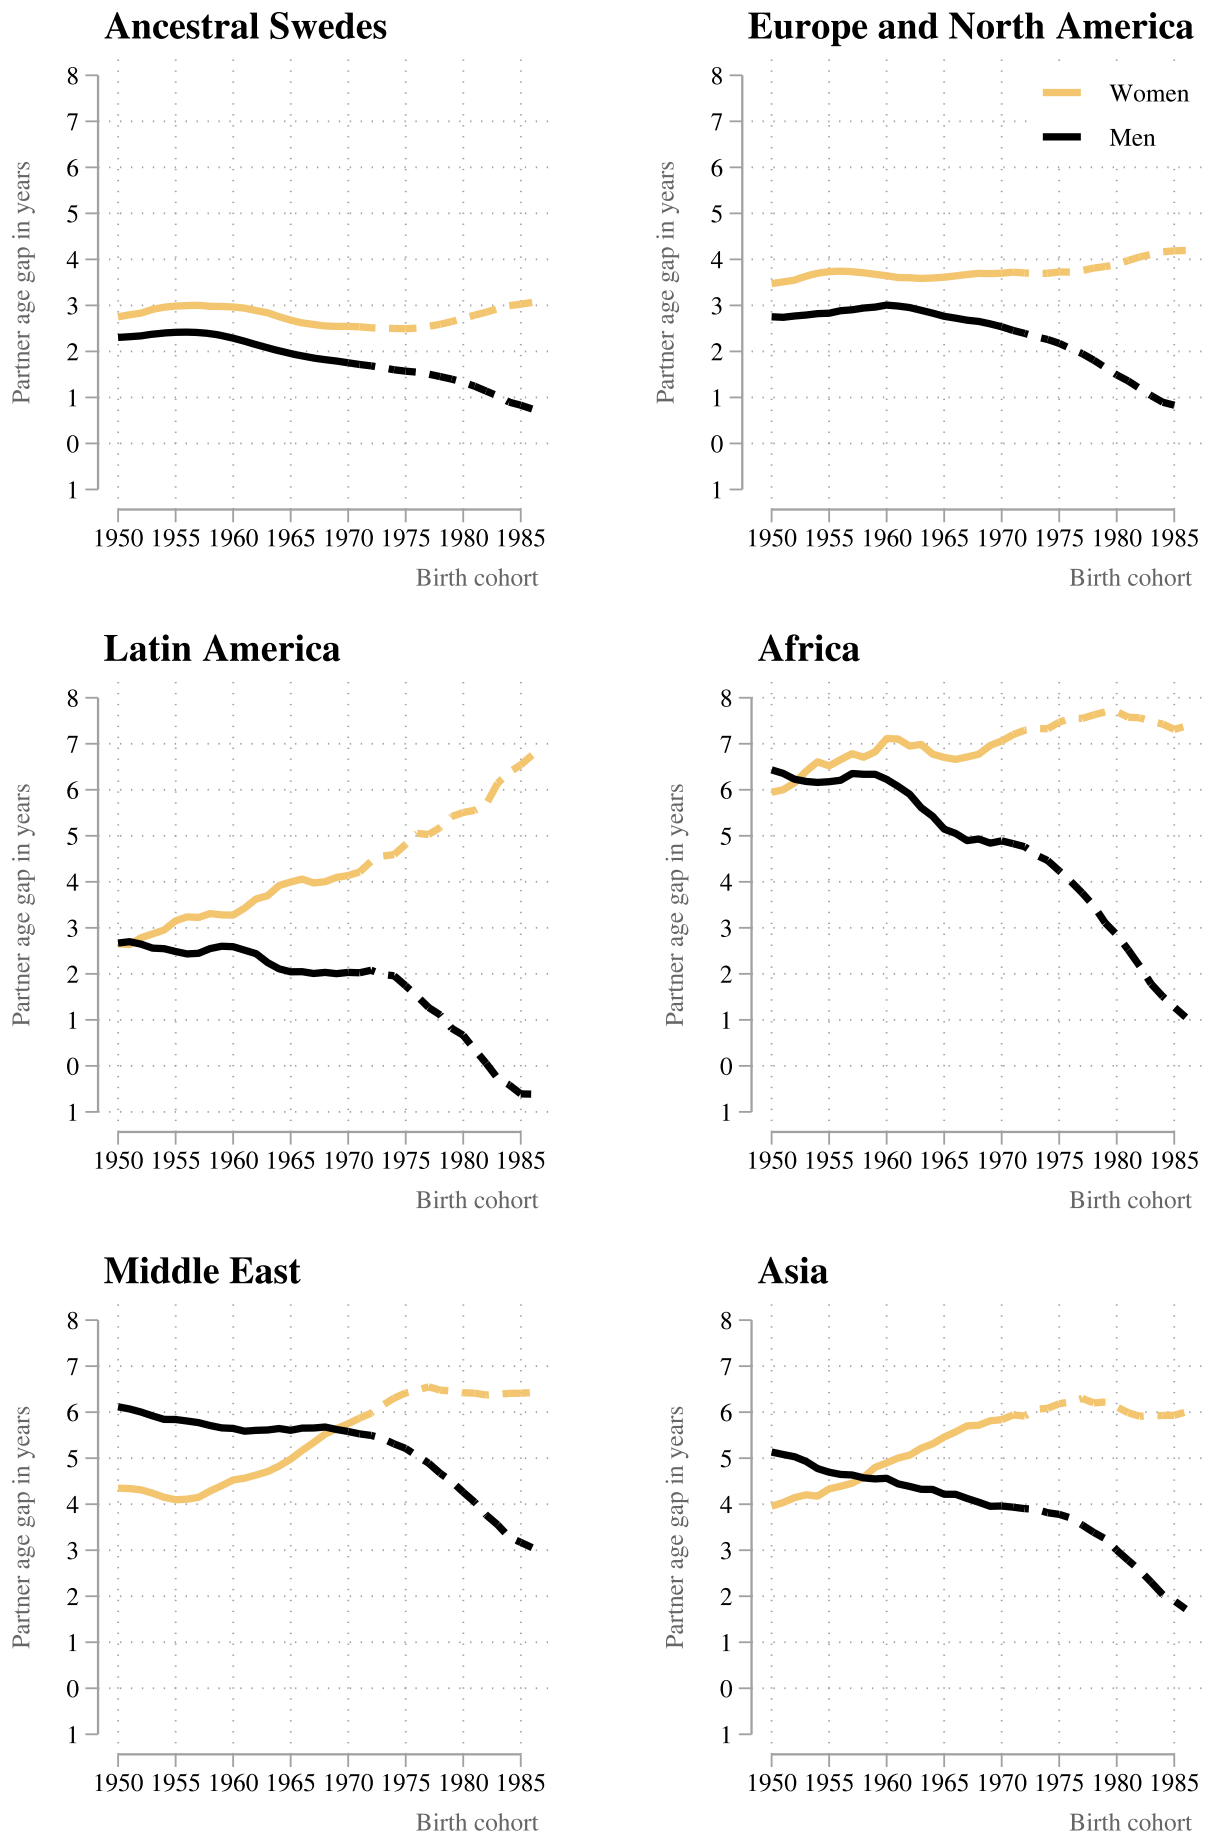 Ancestral Swedes
Europe and North America
8
7
6
5
4
3
2
1
0
1
Partner age gap in years
1950 1955 1960 1965 1970 1975 1980 1985
Birth cohort
8
7
6
5
4
3
2
1
0
1
Partner age gap in years
Women
Men
1950 1955 1960 1965 1970 1975 1980 1985
Birth cohort
Latin America
Africa
8
7
6
5
4
3
2
1
0
1
Partner age gap in years
1950 1955 1960 1965 1970 1975 1980 1985
Birth cohort
8
7
6
5
4
3
2
1
0
1
Partner age gap in years
1950 1955 1960 1965 1970 1975 1980 1985
Birth cohort
Middle East
Asia
8
7
6
5
4
3
2
1
0
1
Partner age gap in years
1950 1955 1960 1965 1970 1975 1980 1985
Birth cohort
8
7
6
5
4
3
2
1
0
1
Partner age gap in years
1950 1955 1960 1965 1970 1975 1980 1985
Birth cohort